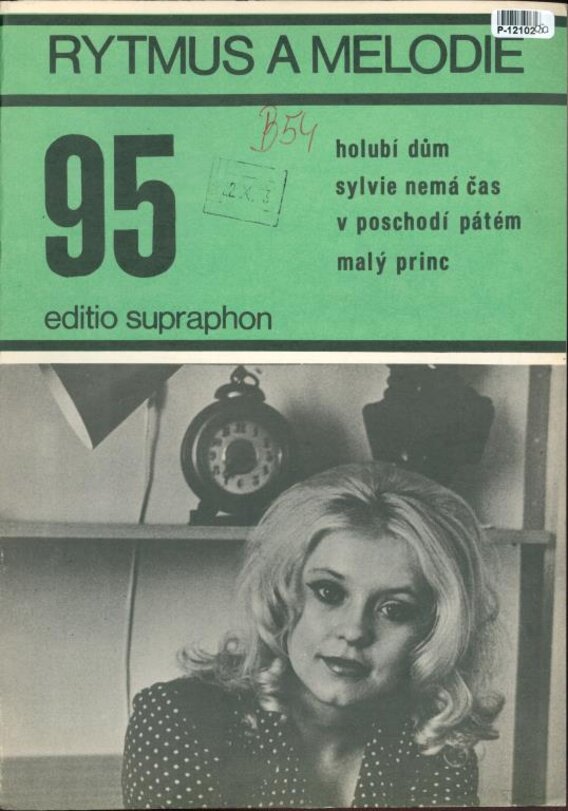 P-12102
RYTMUS A MELODIE
B54
95
holubí dům
sylvie nemá čas
v poschodí pátém
malý princ
editio supraphon